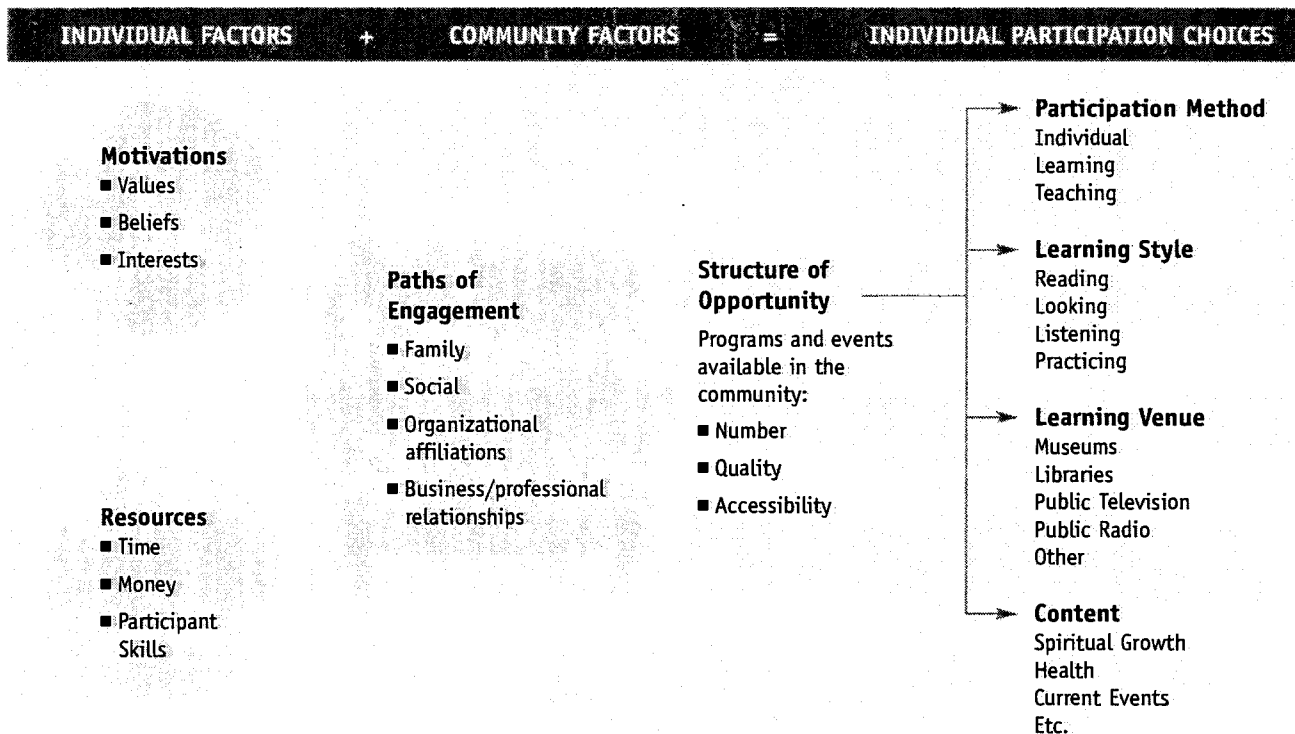 INDIVIDUAL FACTORS + COMMUNITY FACTORS = INDIVIDUAL PARTICIPATION CHOICES
Motivations
■ Values
■ Beliefs
■ Interests
Resources
■ Time
■ Money
■ Participant
Skills
Paths of
Engagement
■ Family
■ Social
■ Organizational
affiliations
■ Business/professional
relationships
Structure of
Opportunity
Programs and events
available in the
community:
■ Number
■ Quality
■ Accessibility
Participation Method
Individual
Learning
Teaching
Learning Style
Reading
Looking
Listening
Practicing
Learning Venue
Museums
Libraries
Public Television
Public Radio
Other
Content
Spiritual Growth
Health
Current Events
Etc.